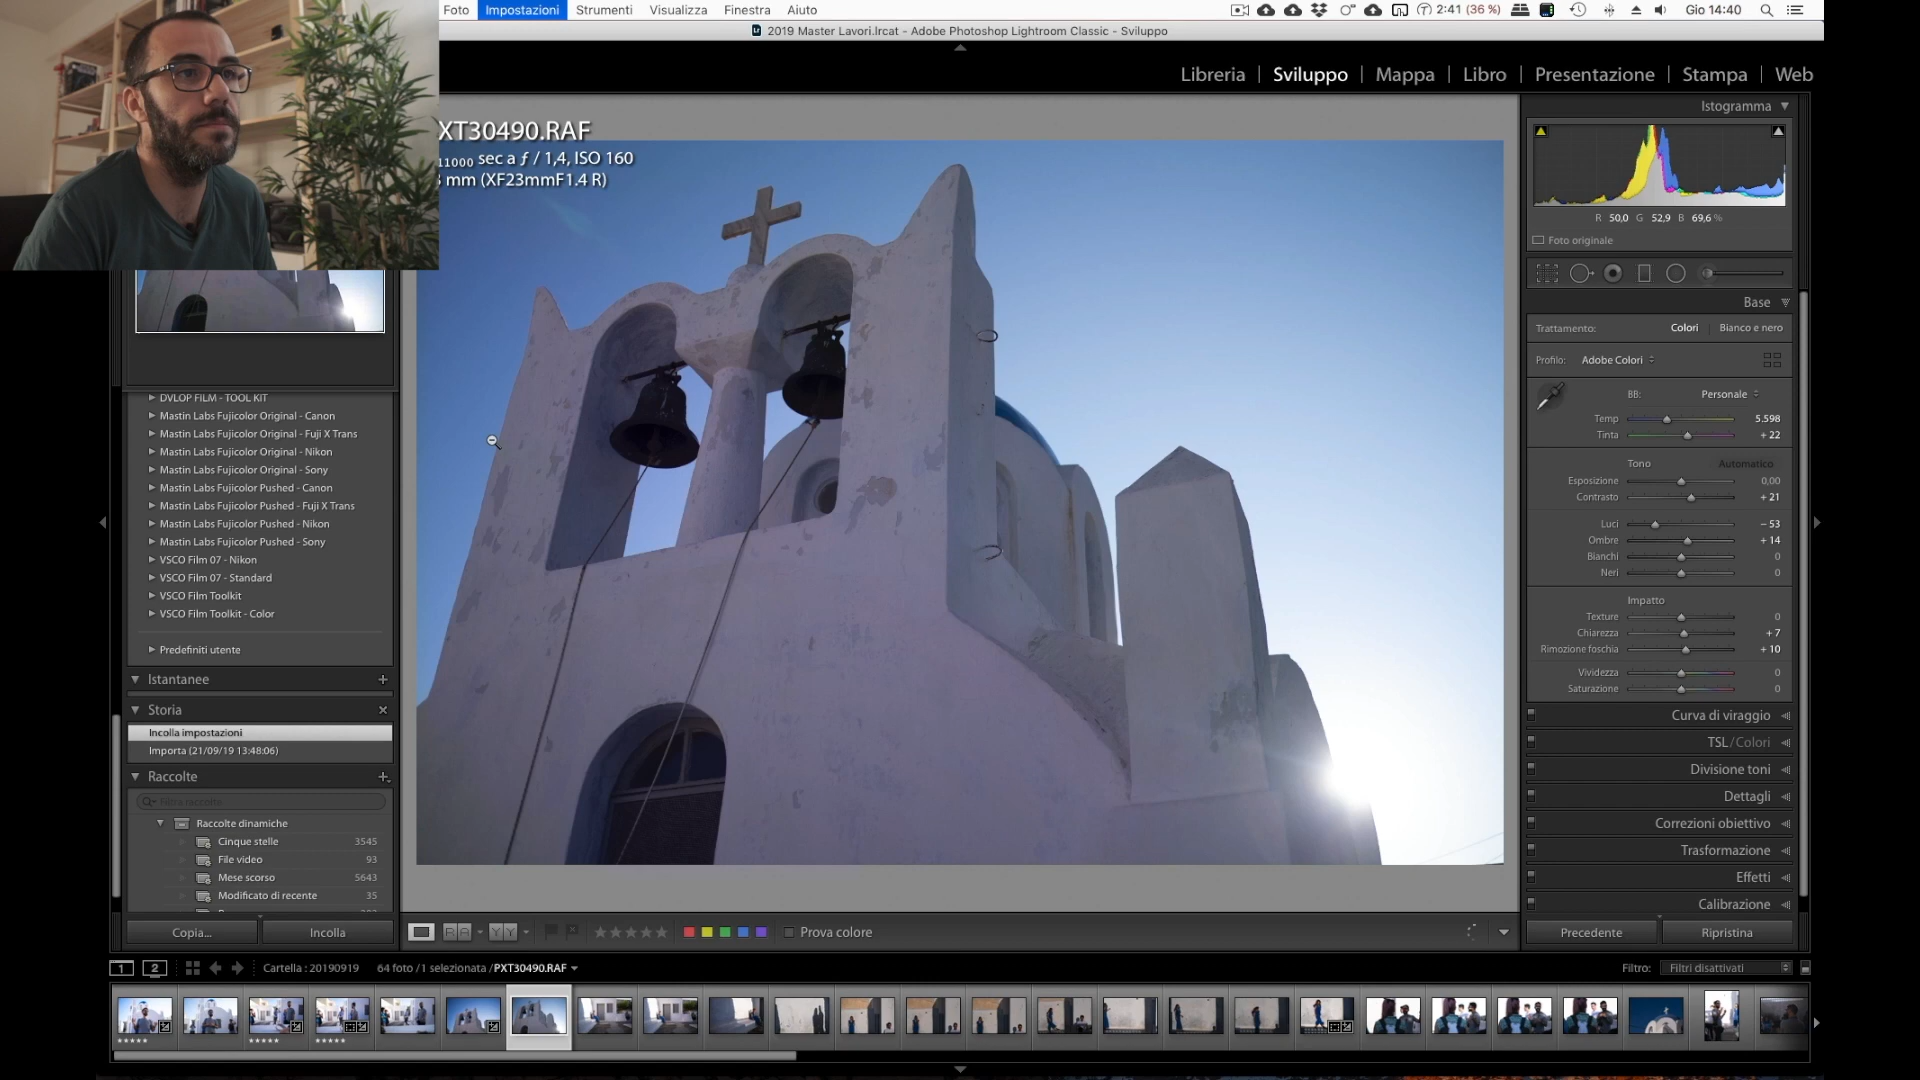 Foto Impostazioni Strumenti Visualizza Finestra Aiuto 2:41 (36 %) Gio 14:40
2019 Master Lavori.lrcat - Adobe Photoshop Lightroom Classic - Sviluppo
Libreria | Sviluppo | Mappa | Libro | Presentazione | Stampa | Web
XT30490.RAF
11000 sec a ƒ / 1,4, ISO 160
mm (XF23mmF1.4 R)
DVLOP FILM - TOOL KIT
Mastin Labs Fujicolor Original - Canon
Mastin Labs Fujicolor Original - Fuji X Trans
Mastin Labs Fujicolor Original - Nikon
Mastin Labs Fujicolor Original - Sony
Mastin Labs Fujicolor Pushed - Canon
Mastin Labs Fujicolor Pushed - Fuji X Trans
Mastin Labs Fujicolor Pushed - Nikon
Mastin Labs Fujicolor Pushed - Sony
VSCO Film 07 - Nikon
VSCO Film 07 - Standard
VSCO Film Toolkit
VSCO Film Toolkit - Color
Predefiniti utente
Istantanee
Storia
Incolla impostazioni
Importa (21/09/19 13:48:06)
Raccolte
Filtra raccolte
Raccolte dinamiche
Cinque stelle 3545
File video 93
Mese scorso 5643
Modificato di recente 35
Copia... Incolla
Istogramma
R 50,0 G 52,9 B 69,6 %
Foto originale
Base
Trattamento: Colori Bianco e nero
Profilo: Adobe Colori
BB: Personale
Temp 5.598
Tinta + 22
Tono Automatico
Esposizione 0,00
Contrasto + 21
Luci − 53
Ombre + 14
Bianchi 0
Neri 0
Impatto
Texture 0
Chiarezza + 7
Rimozione foschia + 10
Vividezza 0
Saturazione 0
Curva di viraggio
TSL / Colori
Divisione toni
Dettagli
Correzioni obiettivo
Trasformazione
Effetti
Calibrazione
Precedente Ripristina
RA YY Prova colore
1 2 Cartella : 20190919 64 foto /1 selezionata /PXT30490.RAF
Filtro: Filtri disattivati